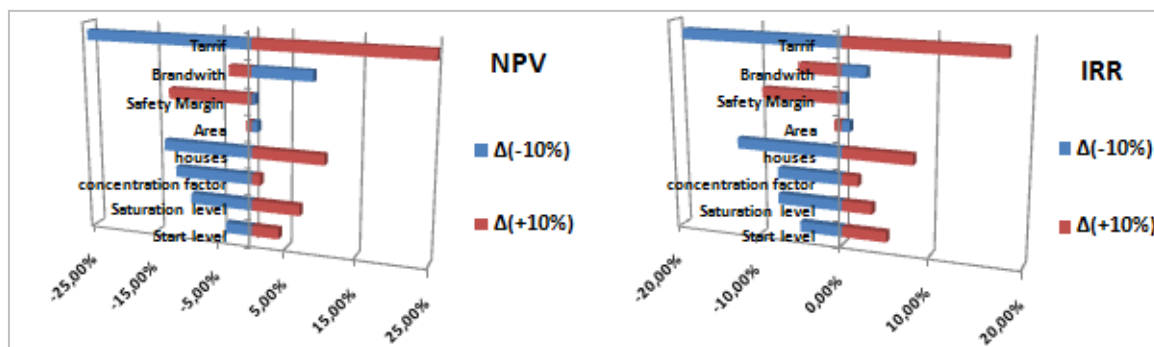 Tarrif
Brandwith
Safety Margin
Area
houses
concentration factor
Saturation level
Start level
-25,00%
-15,00%
-5,00%
5,00%
15,00%
25,00%
NPV
Δ(-10%)
Δ(+10%)
Tarrif
Brandwith
Safety Margin
Area
houses
concentration factor
Saturation level
Start level
-20,00%
-10,00%
0,00%
10,00%
20,00%
IRR
Δ(-10%)
Δ(+10%)